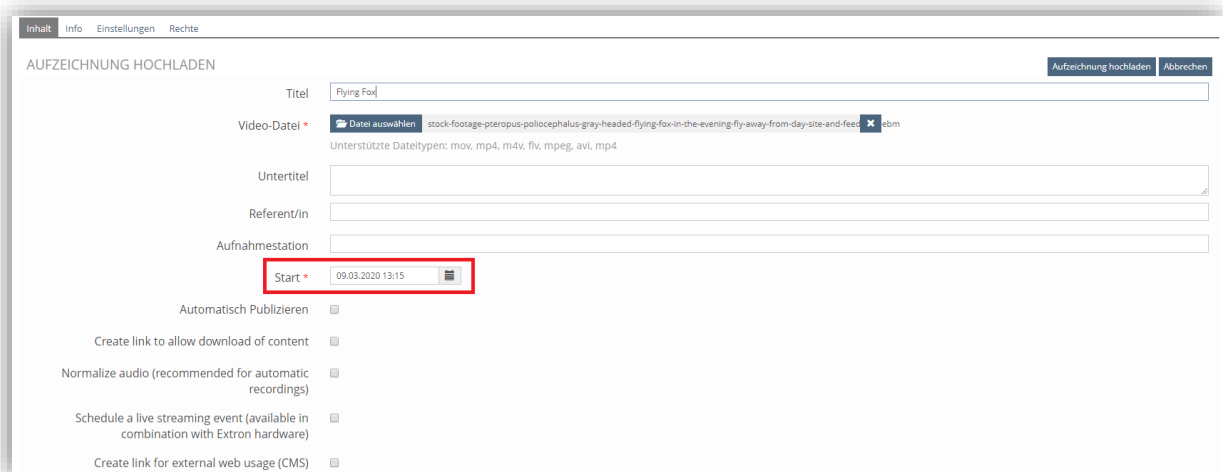 Inhalt Info Einstellungen Rechte
AUFZEICHNUNG HOCHLADEN
Aufzeichnung hochladen Abbrechen
Titel Flying Fox
Video-Datei * Datei auswählen stock-footage-pteropus-poliocephalus-gray-headed-flying-fox-in-the-evening-fly-away-from-day-site-and-feed ebm
Unterstützte Dateitypen: mov, mp4, m4v, flv, mpeg, avi, mp4
Untertitel
Referent/in
Aufnahmestation
Start * 09.03.2020 13:15
Automatisch Publizieren
Create link to allow download of content
Normalize audio (recommended for automatic
recordings)
Schedule a live streaming event (available in
combination with Extron hardware)
Create link for external web usage (CMS)